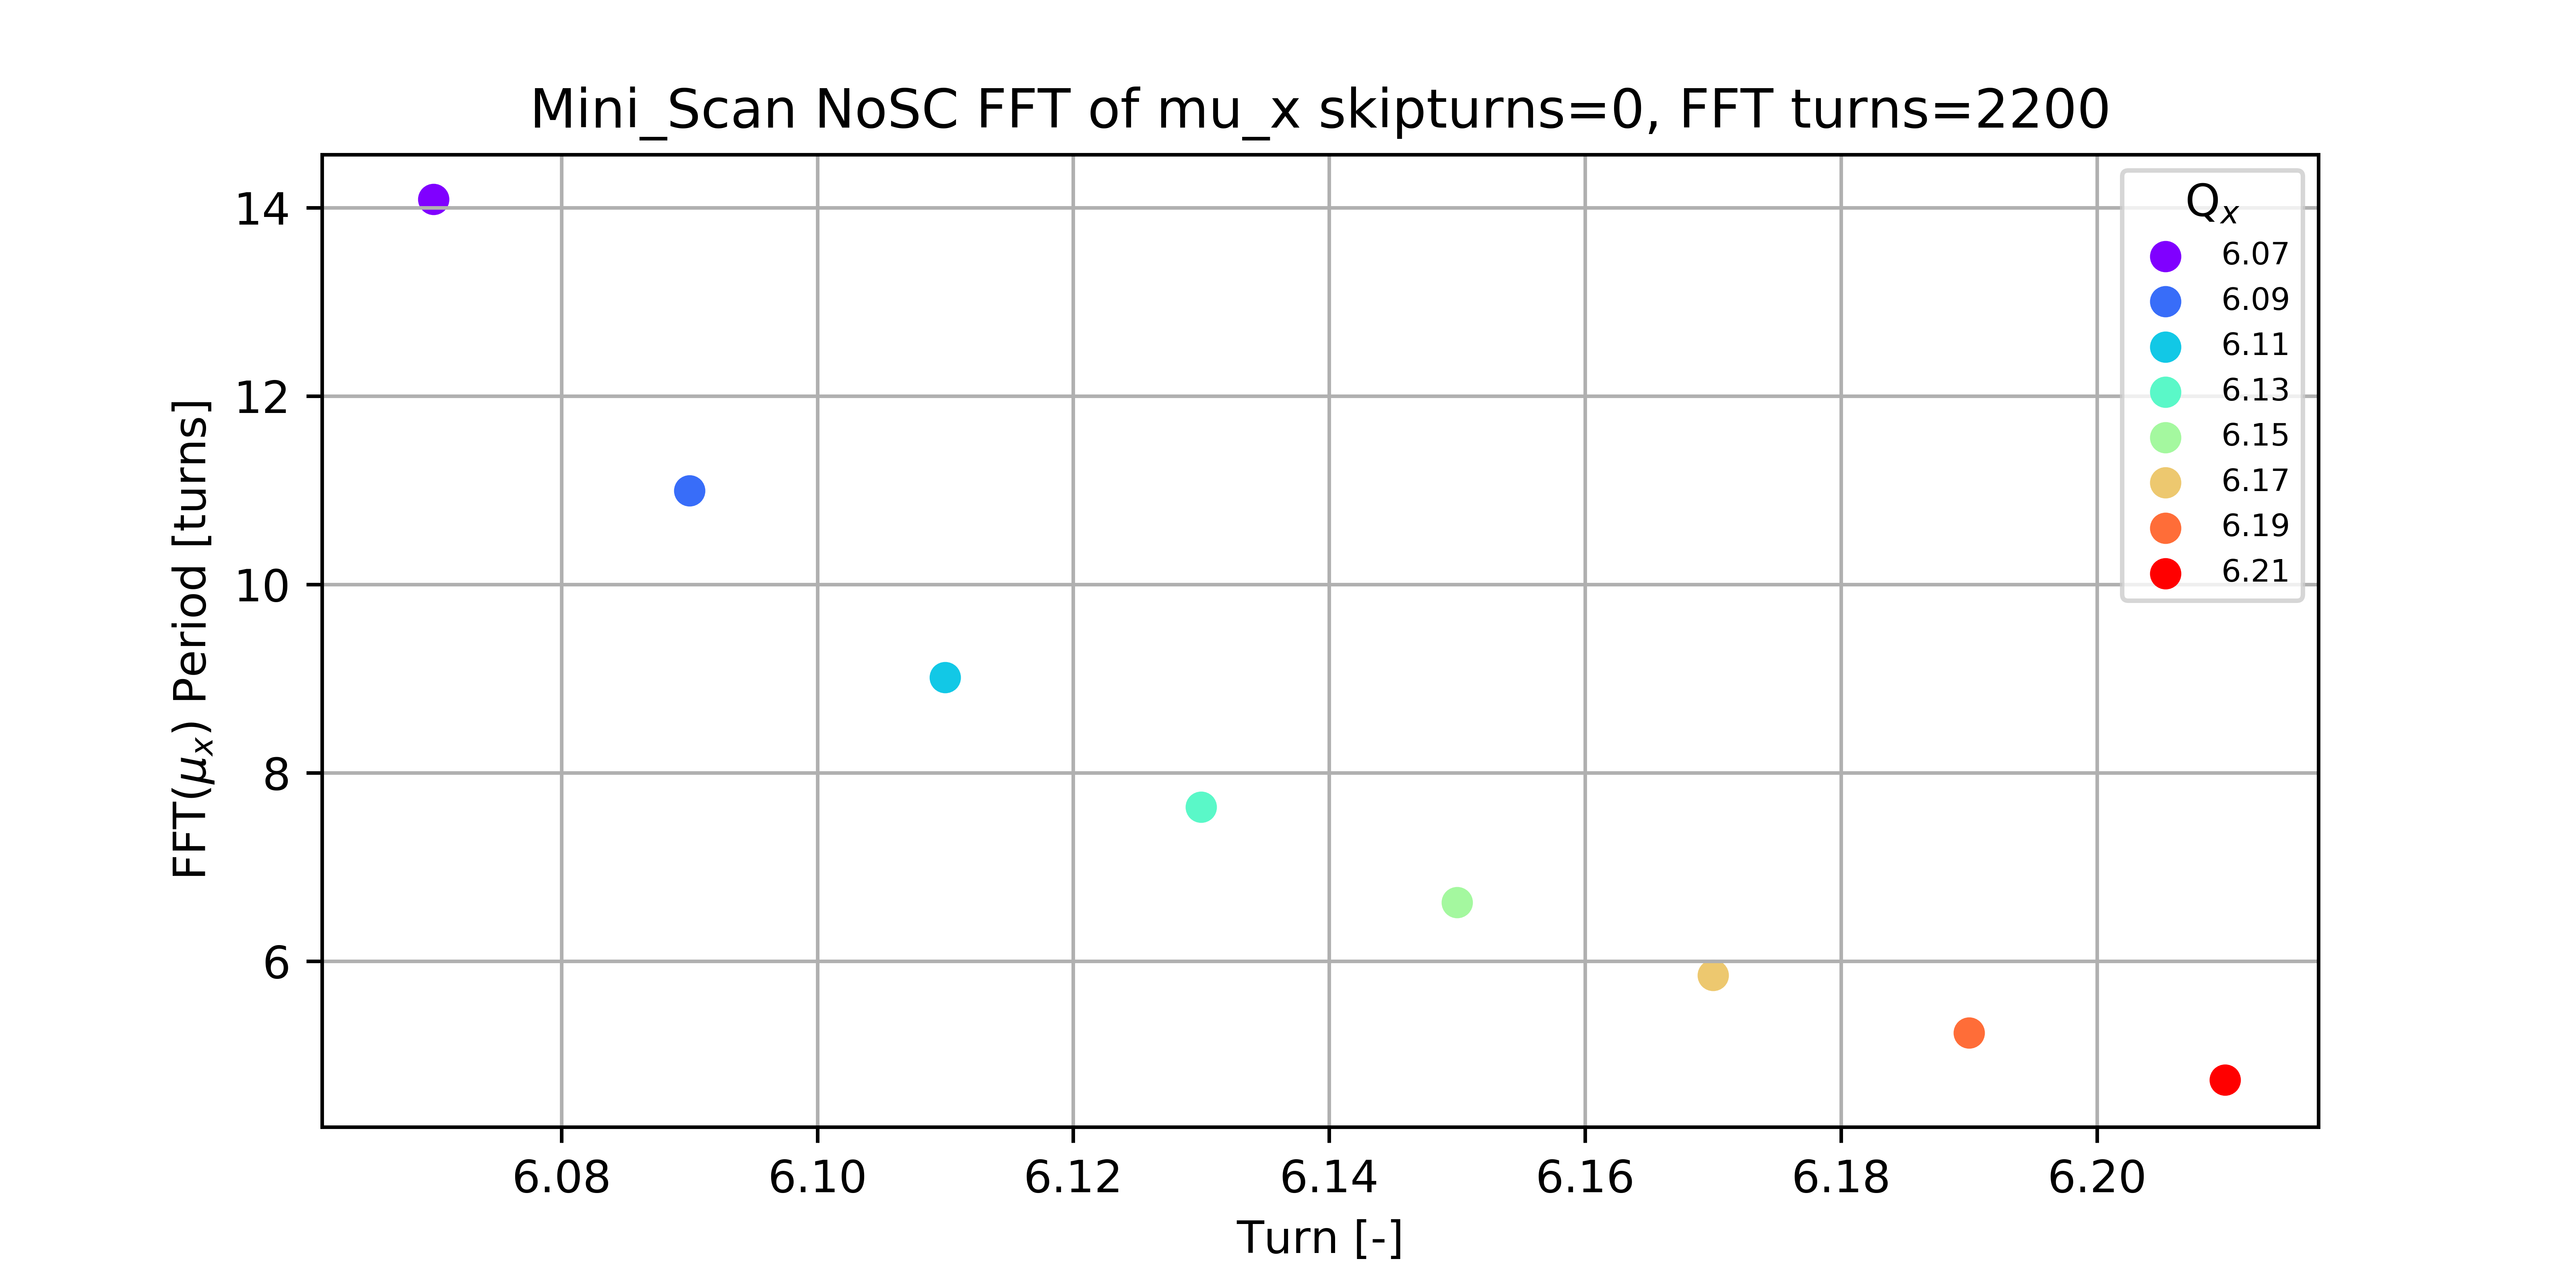 Mini_Scan NoSC FFT of mu_x skipturns=0, FFT turns=2200
FFT(μₓ) Period [turns]
14
12
10
8
6
6.08 6.10 6.12 6.14 6.16 6.18 6.20
Turn [-]
Qₓ
6.07
6.09
6.11
6.13
6.15
6.17
6.19
6.21